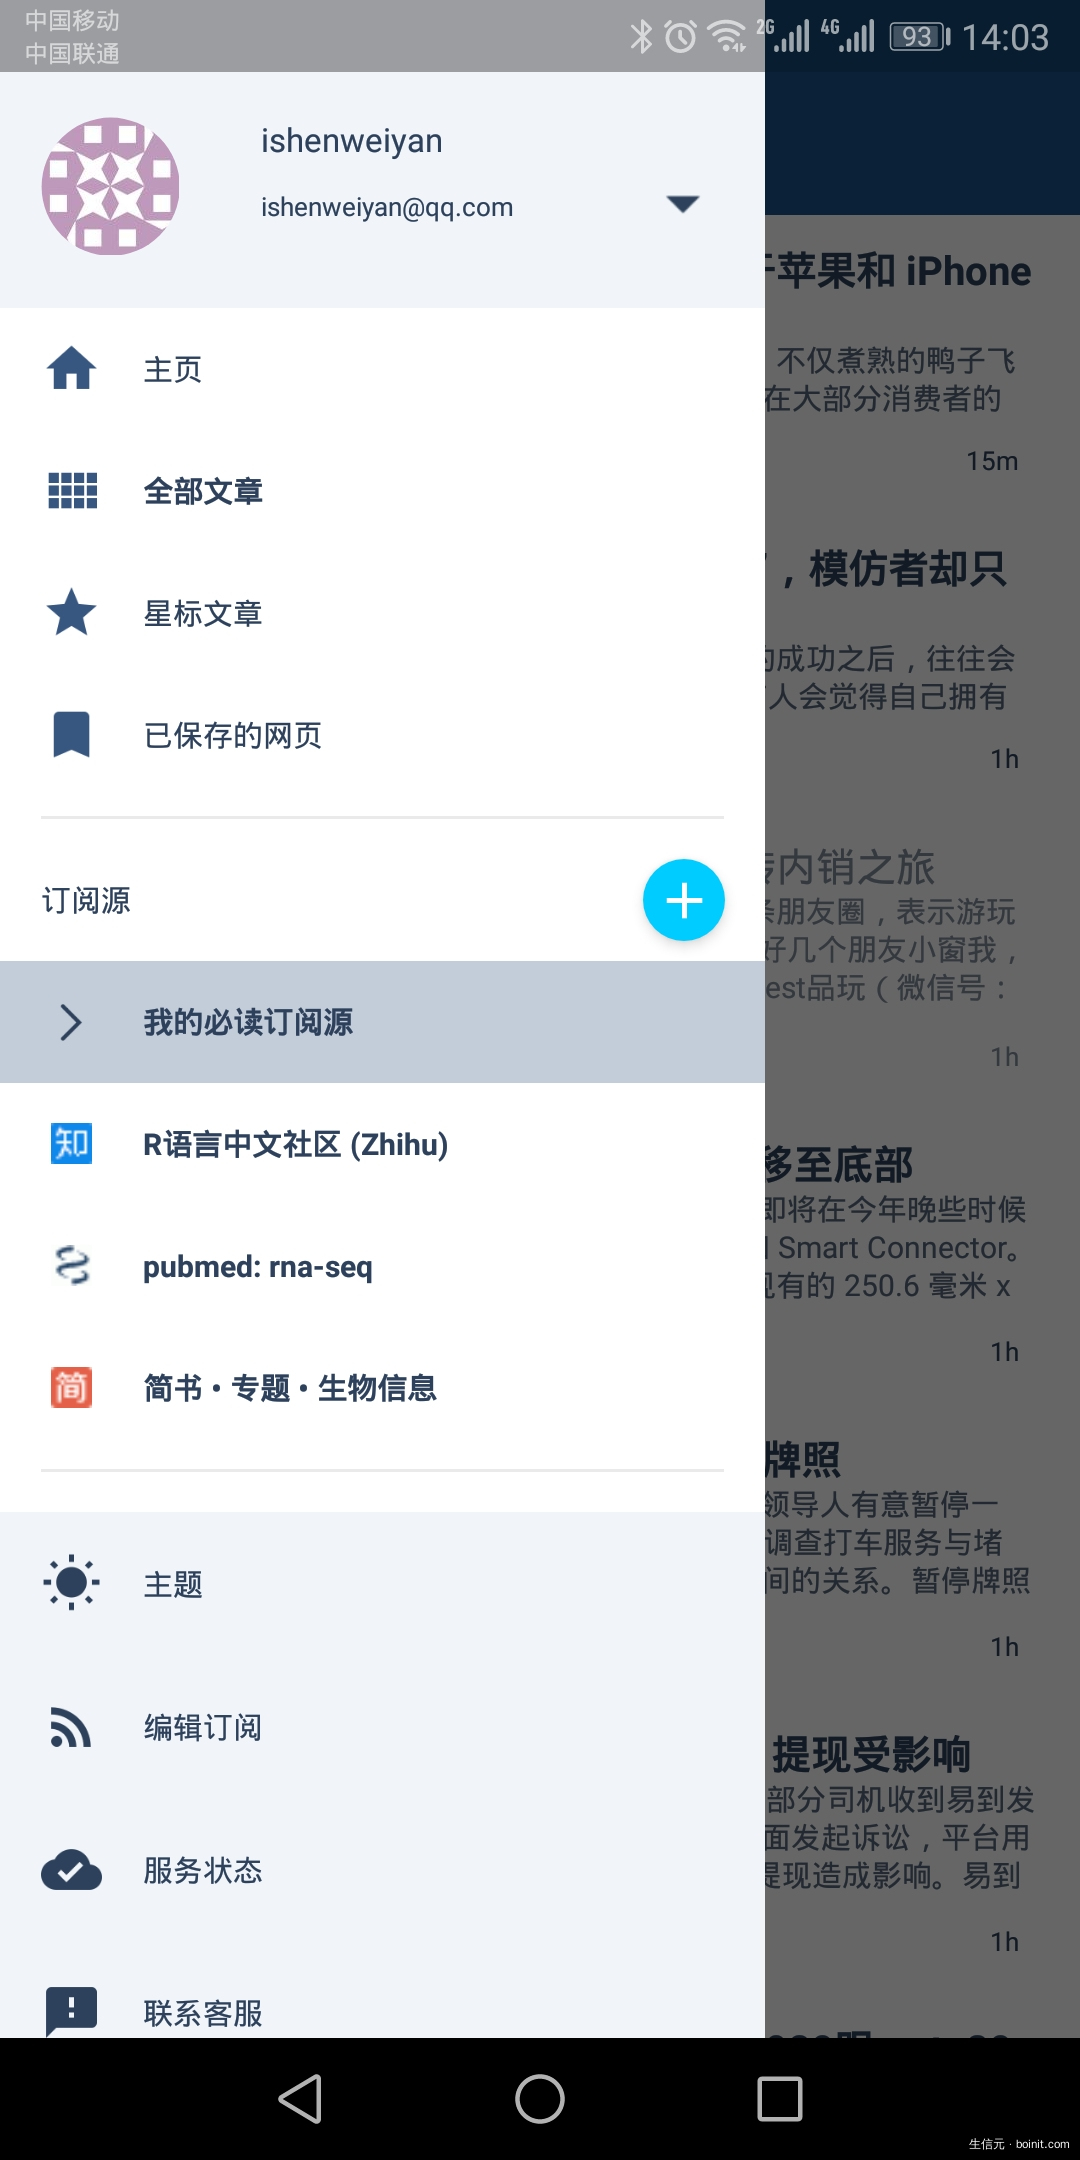 中国移动
中国联通
2G
4G
93
14:03
ishenweiyan
ishenweiyan@qq.com
主页
全部文章
星标文章
已保存的网页
订阅源
我的必读订阅源
知
R语言中文社区 (Zhihu)
pubmed: rna-seq
简
简书·专题·生物信息
主题
编辑订阅
服务状态
联系客服
苹果和 iPhone
不仅煮熟的鸭子飞
在大部分消费者的
15m
,模仿者却只
成功之后,往往会
人会觉得自己拥有
1h
内销之旅
朋友圈,表示游玩
好几个朋友小窗我,
est品玩(微信号:
1h
移至底部
即将在今年晚些时候
Smart Connector。
有的 250.6 毫米 x
1h
牌照
领导人有意暂停一
调查打车服务与堵
间的关系。暂停牌照
1h
提现受影响
部分司机收到易到发
面发起诉讼,平台用
提现造成影响。易到
1h
生信元 · boinit.com